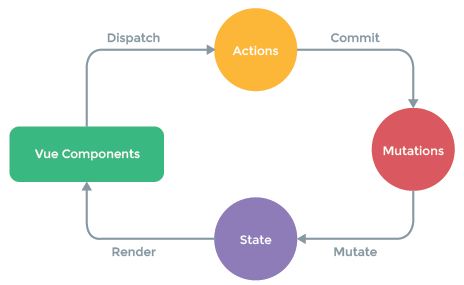 Dispatch
Actions
Commit
Vue Components
Mutations
Render
State
Mutate